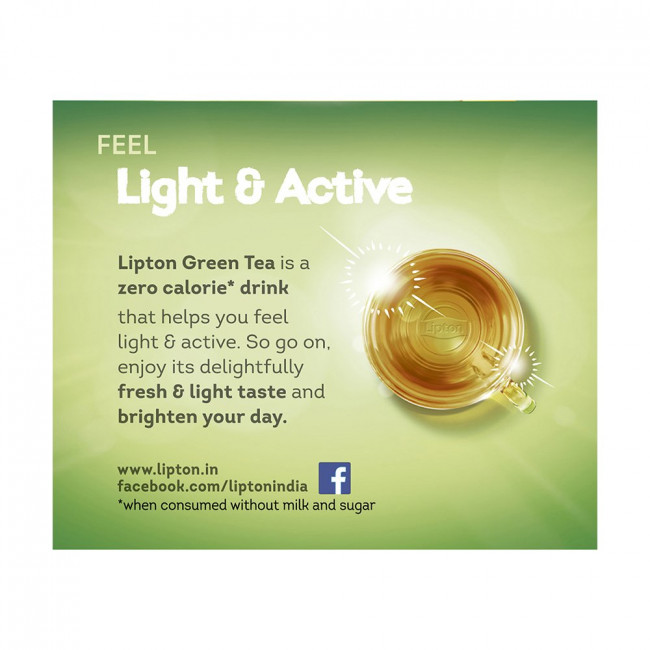 FEEL
Light & Active
Lipton Green Tea is a
zero calorie* drink
that helps you feel
light & active. So go on,
enjoy its delightfully
fresh & light taste and
brighten your day.
Lipton
www.lipton.in
facebook.com/liptonindia
f
*when consumed without milk and sugar